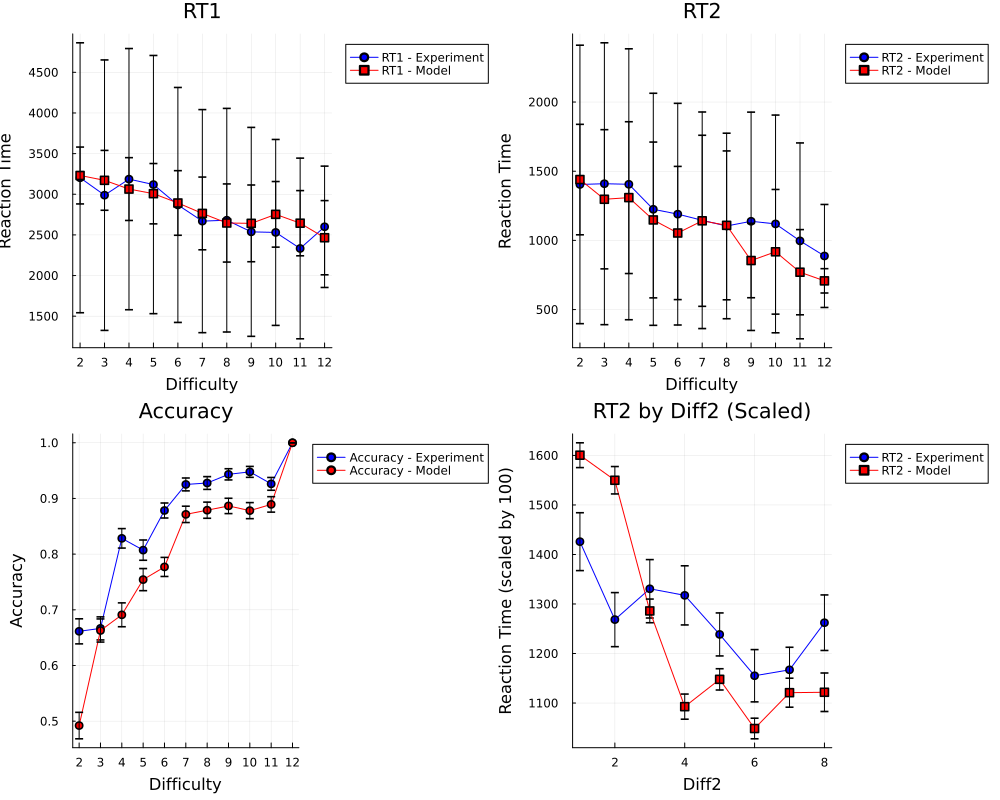 RT1
Reaction Time
4500
4000
3500
3000
2500
2000
1500
2 3 4 5 6 7 8 9 10 11 12
Difficulty
RT1 - Experiment
RT1 - Model
RT2
Reaction Time
2000
1500
1000
500
2 3 4 5 6 7 8 9 10 11 12
Difficulty
RT2 - Experiment
RT2 - Model
Accuracy
Accuracy
1.0
0.9
0.8
0.7
0.6
0.5
2 3 4 5 6 7 8 9 10 11 12
Difficulty
Accuracy - Experiment
Accuracy - Model
RT2 by Diff2 (Scaled)
Reaction Time (scaled by 100)
1600
1500
1400
1300
1200
1100
2 4 6 8
Diff2
RT2 - Experiment
RT2 - Model